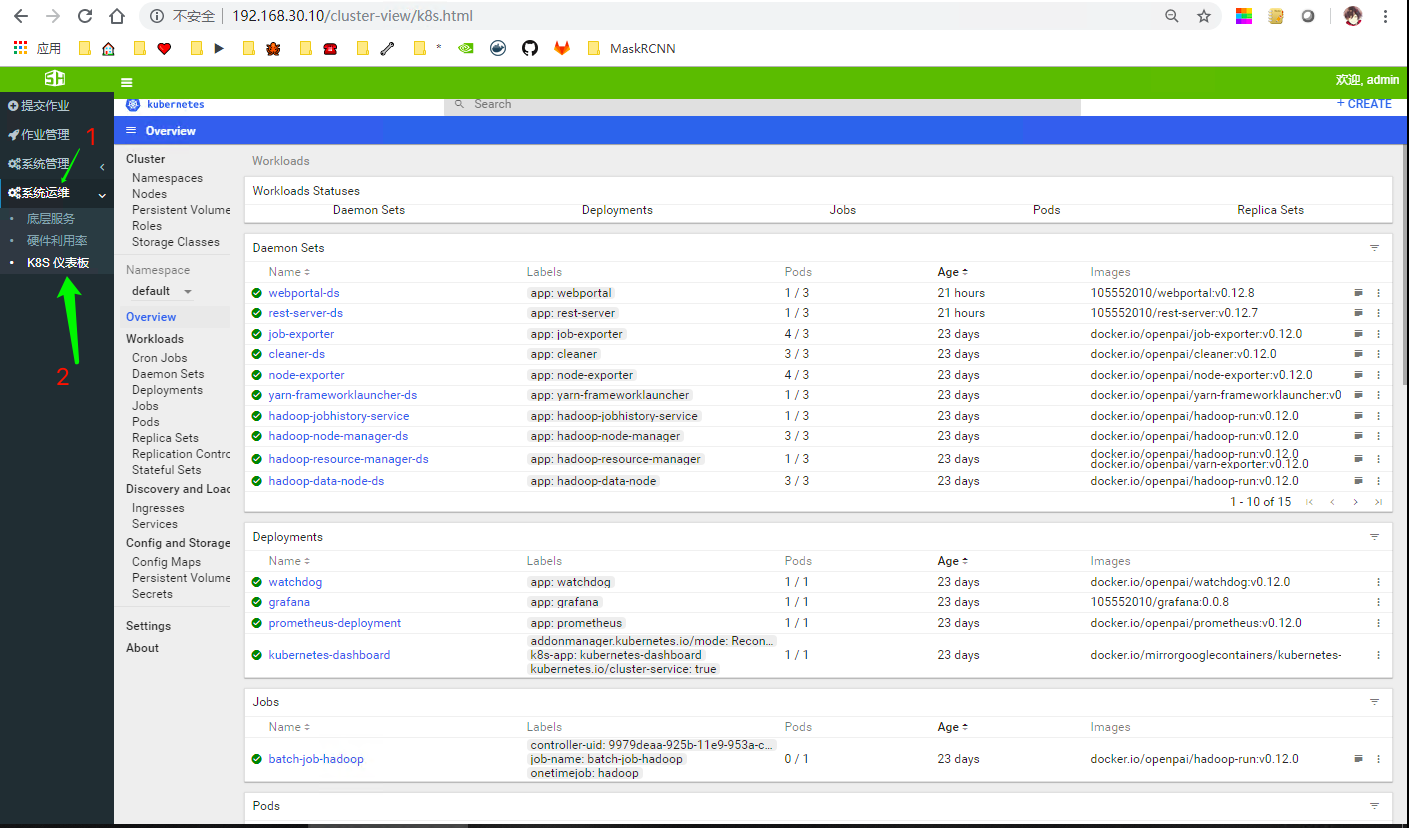 不安全 192.168.30.10/cluster-view/k8s.html
应用 * MaskRCNN
SH
欢迎, admin
提交作业
作业管理
系统管理
系统运维
底层服务
硬件利用率
K8S 仪表板
1
2
kubernetes
Search
+ CREATE
Overview
Cluster
Namespaces
Nodes
Persistent Volume
Roles
Storage Classes
Namespace
default
Overview
Workloads
Cron Jobs
Daemon Sets
Deployments
Jobs
Pods
Replica Sets
Replication Contro
Stateful Sets
Discovery and Load
Ingresses
Services
Config and Storage
Config Maps
Persistent Volume
Secrets
Settings
About
Workloads
Workloads Statuses
Daemon Sets Deployments Jobs Pods Replica Sets
Daemon Sets
Name Labels Pods Age Images
webportal-ds app: webportal 1 / 3 21 hours 105552010/webportal:v0.12.8
rest-server-ds app: rest-server 1 / 3 21 hours 105552010/rest-server:v0.12.7
job-exporter app: job-exporter 4 / 3 23 days docker.io/openpai/job-exporter:v0.12.0
cleaner-ds app: cleaner 3 / 3 23 days docker.io/openpai/cleaner:v0.12.0
node-exporter app: node-exporter 4 / 3 23 days docker.io/openpai/node-exporter:v0.12.0
yarn-frameworklauncher-ds app: yarn-frameworklauncher 1 / 3 23 days docker.io/openpai/yarn-frameworklauncher:v0
hadoop-jobhistory-service app: hadoop-jobhistory-service 1 / 3 23 days docker.io/openpai/hadoop-run:v0.12.0
hadoop-node-manager-ds app: hadoop-node-manager 3 / 3 23 days docker.io/openpai/hadoop-run:v0.12.0
hadoop-resource-manager-ds app: hadoop-resource-manager 1 / 3 23 days docker.io/openpai/hadoop-run:v0.12.0
docker.io/openpai/yarn-exporter:v0.12.0
hadoop-data-node-ds app: hadoop-data-node 3 / 3 23 days docker.io/openpai/hadoop-run:v0.12.0
1 - 10 of 15
Deployments
Name Labels Pods Age Images
watchdog app: watchdog 1 / 1 23 days docker.io/openpai/watchdog:v0.12.0
grafana app: grafana 1 / 1 23 days 105552010/grafana:0.0.8
prometheus-deployment app: prometheus 1 / 1 23 days docker.io/openpai/prometheus:v0.12.0
addonmanager.kubernetes.io/mode: Recon...
kubernetes-dashboard k8s-app: kubernetes-dashboard 1 / 1 23 days docker.io/mirrorgooglecontainers/kubernetes-
kubernetes.io/cluster-service: true
Jobs
Name Labels Pods Age Images
controller-uid: 9979deaa-925b-11e9-953a-c...
batch-job-hadoop job-name: batch-job-hadoop 0 / 1 23 days docker.io/openpai/hadoop-run:v0.12.0
onetimejob: hadoop
Pods